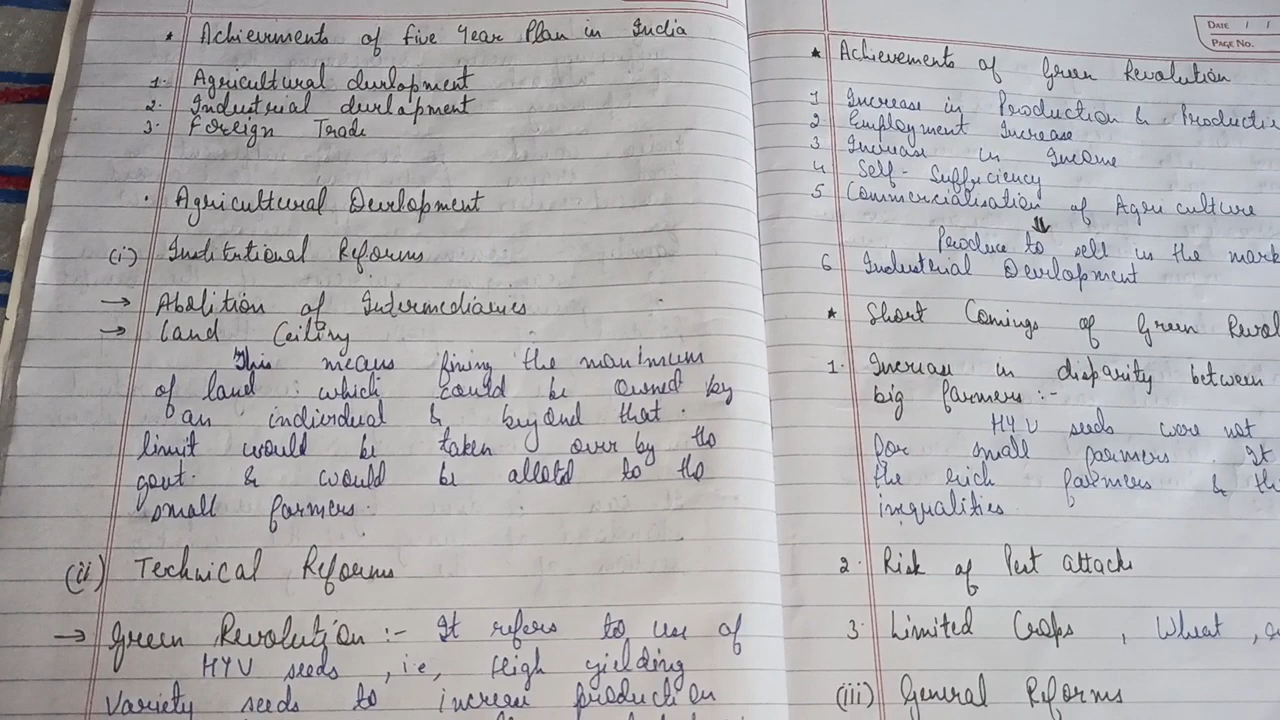 * Achievments of five Year Plan in India
1. Agricultural development
2. Industrial devlopment
3. Foreign Trade
. Agricultural Development
(i) Institutional Reforms
→ Abolition of Intermediaries
→ Land Ceiling
This means fixing the maximum
of land : which could be owned by
an individual & beyond that .
limit would be taken over by the
govt. & would be alloted to the
small farmers.
(ii) Technical Reforms
→ Green Revolution :- It refers to use of
HYV seeds , i.e, High yielding
Variety seeds to increase production
DATE / /
PAGE NO.
* Achievements of Green Revolution
1 Increase in Production &
2 Employment Increase
3 Increase in Income
4 Self- Sufficiency
5 Commercialisation of Agri culture
⇓
Produce to sell in the
6 Industrial Development
* Short Comings of Green
1. Increase in disparity between
big farmers :-
HYV seeds were not
for small farmers . It
the rich farmers &
inequalities.
2. Risk of Pest attack
3. Limited Crops , Wheat ,
(iii) General Reforms